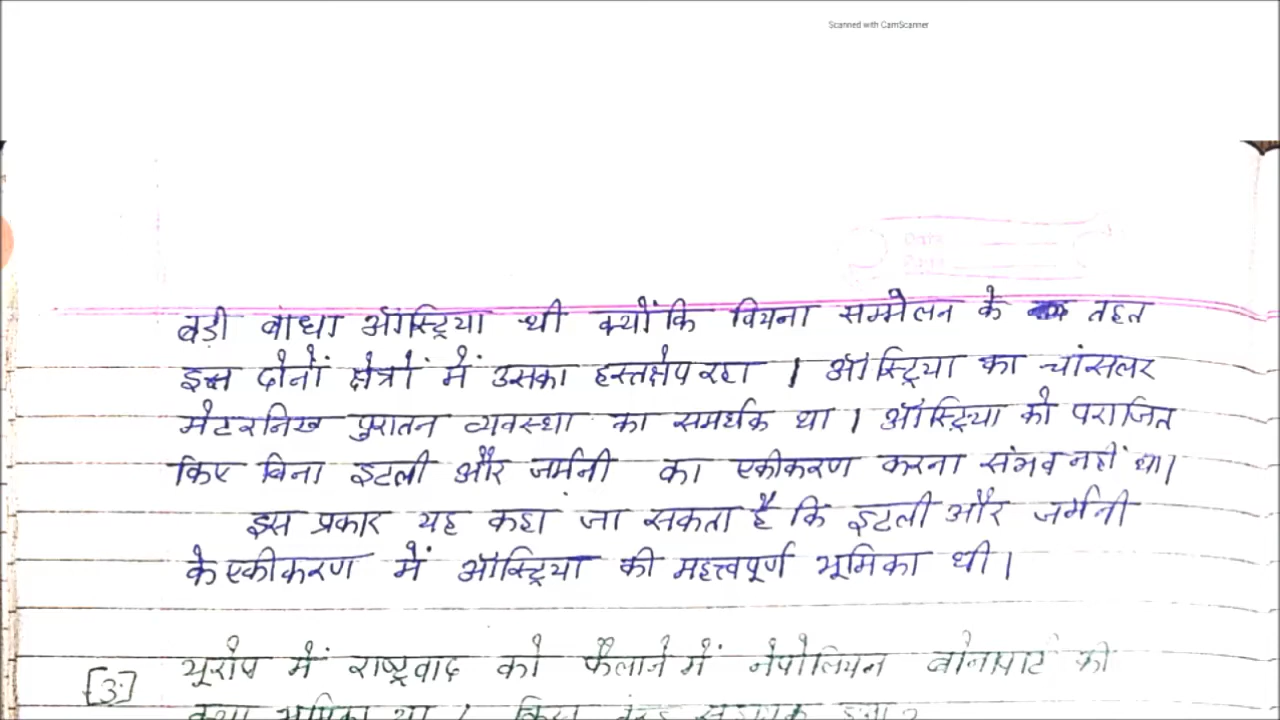 Scanned with CamScanner
Date
बड़ी बाधा ऑस्ट्रिया थी क्योंकि वियना सम्मेलन के तहत
इन दोनों क्षेत्रों में उसका हस्तक्षेप रहा । ऑस्ट्रिया का चांसलर
मेटरनिख पुरातन व्यवस्था का समर्थक था । ऑस्ट्रिया को पराजित
किए बिना इटली और जर्मनी का एकीकरण करना संभव नहीं था।
इस प्रकार यह कहा जा सकता है कि इटली और जर्मनी
के एकीकरण में ऑस्ट्रिया की महत्त्वपूर्ण भूमिका थी ।
[3.] यूरोप में राष्ट्रवाद को फैलाने में नेपोलियन बोनापार्ट की
क्या भूमिका था /